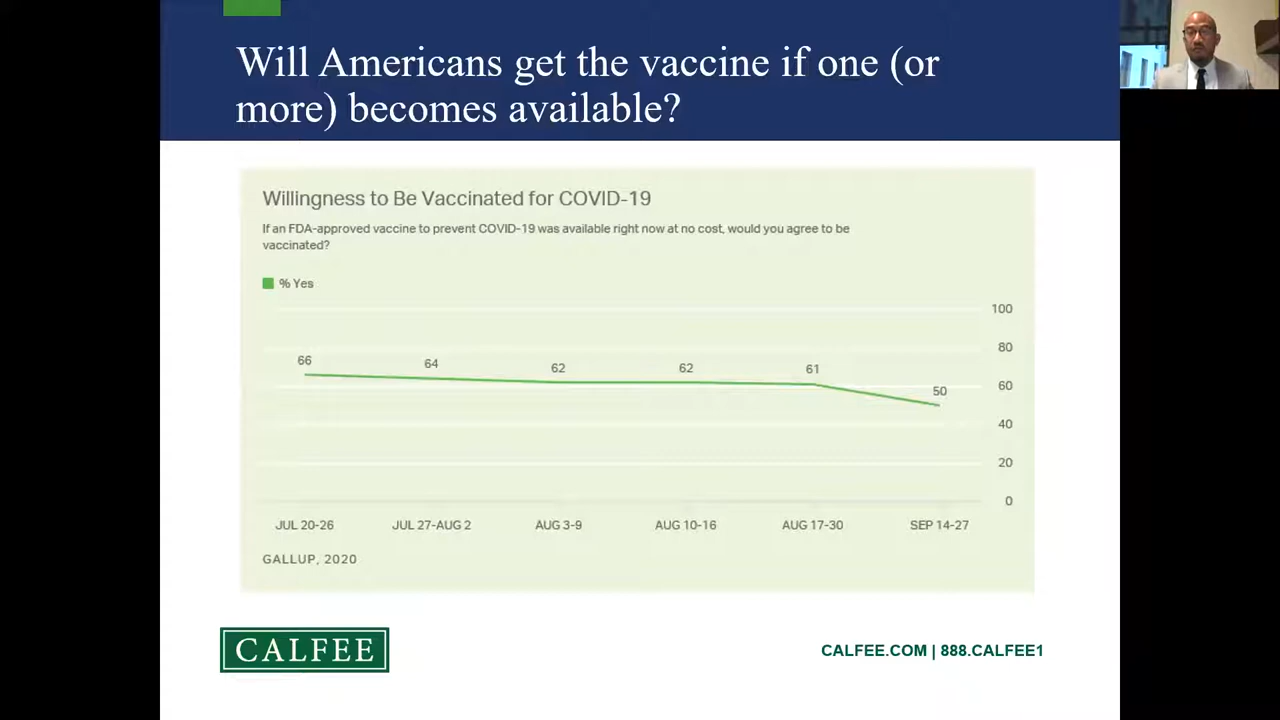 Will Americans get the vaccine if one (or
more) becomes available?
Willingness to Be Vaccinated for COVID-19
If an FDA-approved vaccine to prevent COVID-19 was available right now at no cost, would you agree to be
vaccinated?
% Yes
100
80
60
40
20
0
66 64 62 62 61 50
JUL 20-26 JUL 27-AUG 2 AUG 3-9 AUG 10-16 AUG 17-30 SEP 14-27
GALLUP, 2020
CALFEE
CALFEE.COM | 888.CALFEE1